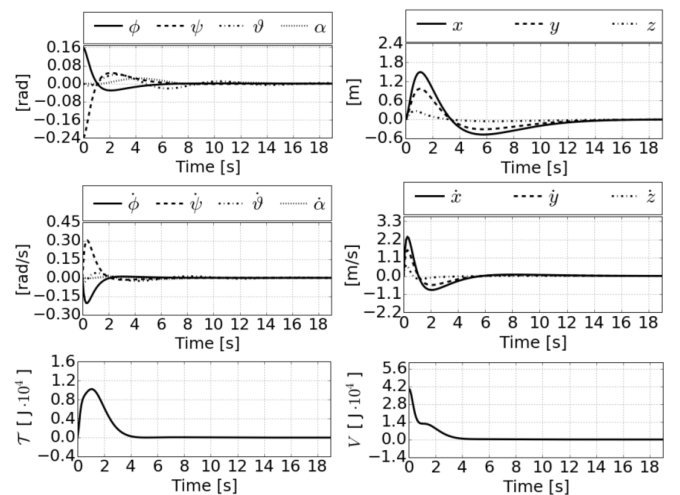 ϕ ψ ϑ α
0.16
0.08
0.00
−0.08
−0.16
−0.24
[rad]
0 2 4 6 8 10 12 14 16 18
Time [s]
x y z
2.4
1.8
1.2
0.6
0.0
−0.6
[m]
0 2 4 6 8 10 12 14 16 18
Time [s]
ϕ̇ ψ̇ ϑ̇ α̇
0.45
0.30
0.15
0.00
−0.15
−0.30
[rad/s]
0 2 4 6 8 10 12 14 16 18
Time [s]
ẋ ẏ ż
3.3
2.2
1.1
0.0
−1.1
−2.2
[m/s]
0 2 4 6 8 10 12 14 16 18
Time [s]
1.6
1.2
0.8
0.4
0.0
−0.4
𝒯 [ J ·10⁴ ]
0 2 4 6 8 10 12 14 16 18
Time [s]
5.6
4.2
2.8
1.4
0.0
−1.4
V [ J ·10⁴ ]
0 2 4 6 8 10 12 14 16 18
Time [s]